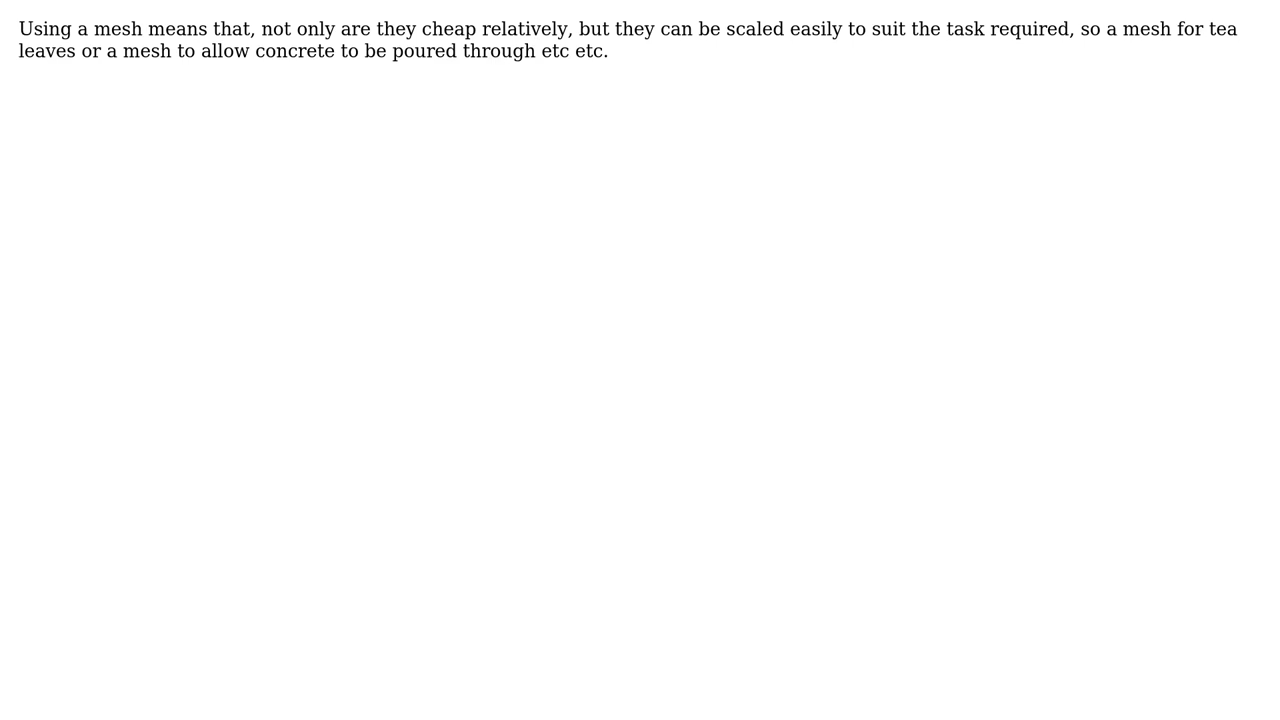 Using a mesh means that, not only are they cheap relatively, but they can be scaled easily to suit the task required, so a mesh for tea
leaves or a mesh to allow concrete to be poured through etc etc.